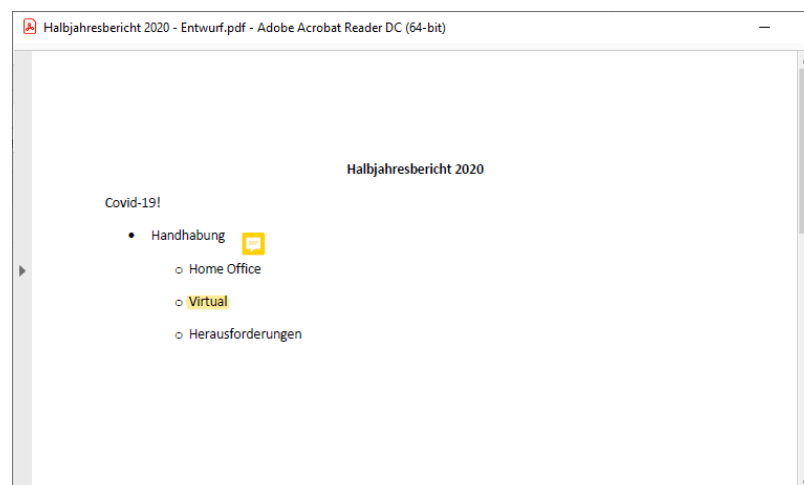 Halbjahresbericht 2020 - Entwurf.pdf - Adobe Acrobat Reader DC (64-bit)
Halbjahresbericht 2020
Covid-19!
• Handhabung
o Home Office
o Virtual
o Herausforderungen